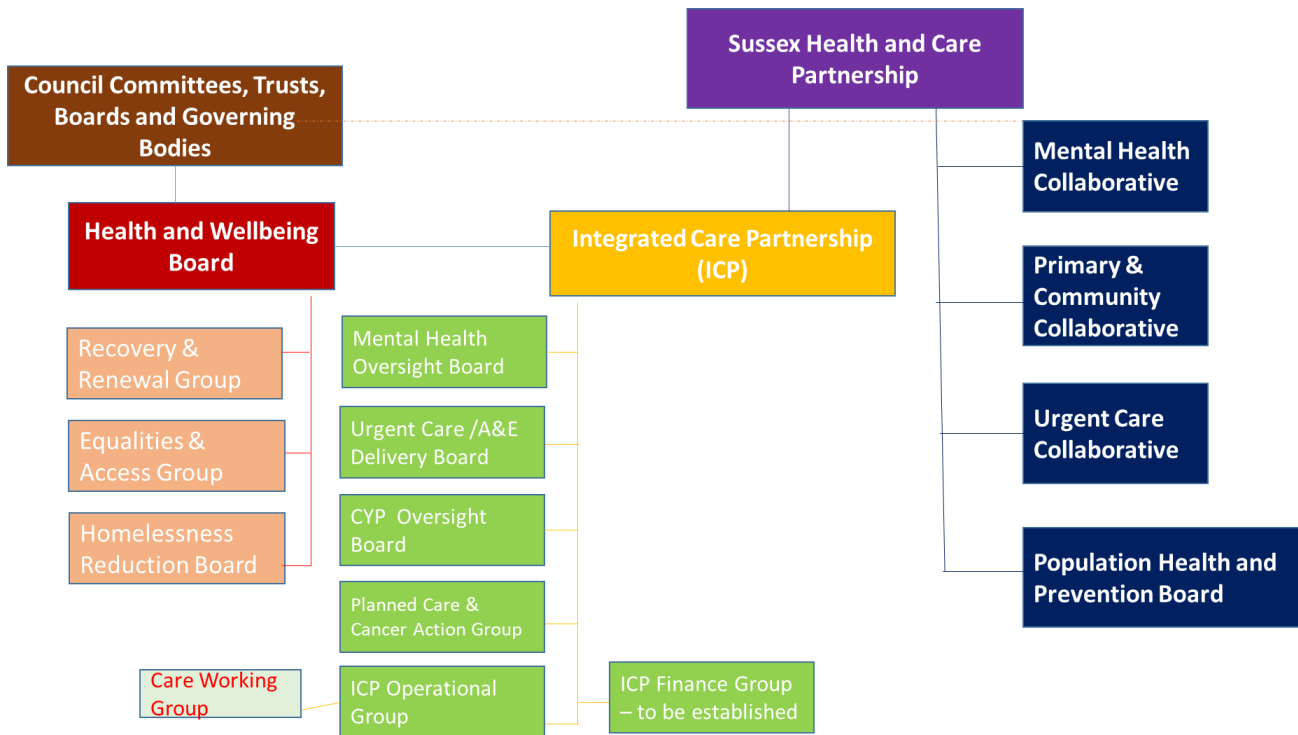 Sussex Health and Care
Partnership
Council Committees, Trusts,
Boards and Governing
Bodies
Mental Health
Collaborative
Health and Wellbeing
Board
Integrated Care Partnership
(ICP)
Primary &
Community
Collaborative
Recovery &
Renewal Group
Mental Health
Oversight Board
Urgent Care /A&E
Delivery Board
Urgent Care
Collaborative
Equalities &
Access Group
CYP Oversight
Board
Homelessness
Reduction Board
Population Health and
Prevention Board
Planned Care &
Cancer Action Group
Care Working
Group
ICP Operational
Group
ICP Finance Group
– to be established